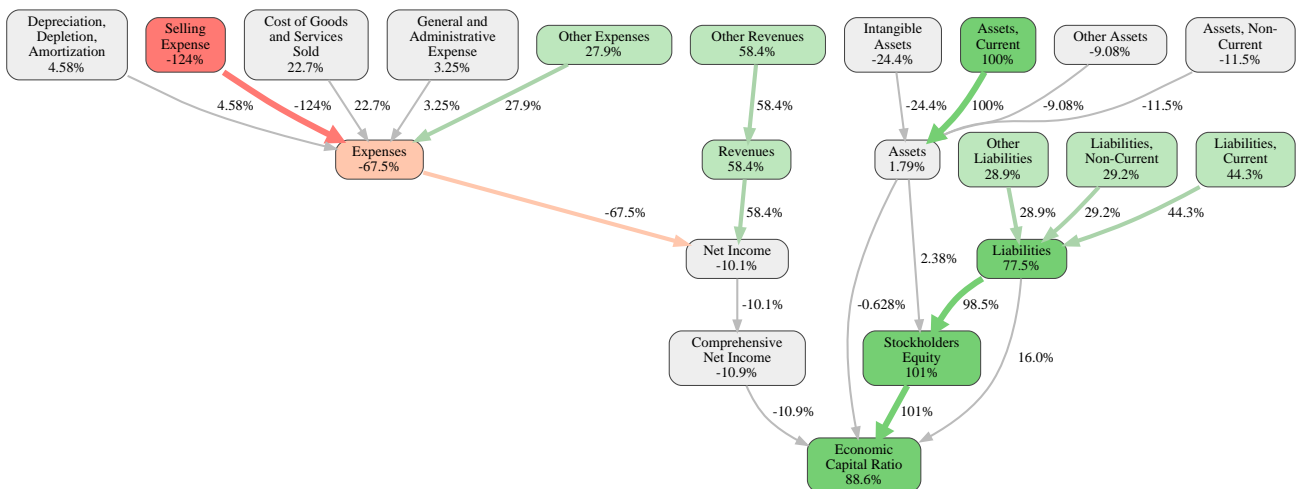 Depreciation,
Depletion,
Amortization
4.58%
Selling
Expense
-124%
Cost of Goods
and Services
Sold
22.7%
General and
Administrative
Expense
3.25%
Other Expenses
27.9%
Other Revenues
58.4%
Intangible
Assets
-24.4%
Assets,
Current
100%
Other Assets
-9.08%
Assets, Non-
Current
-11.5%
4.58%
-124%
22.7%
3.25%
27.9%
58.4%
-24.4%
100%
-9.08%
-11.5%
Expenses
-67.5%
Revenues
58.4%
Assets
1.79%
Other
Liabilities
28.9%
Liabilities,
Non-Current
29.2%
Liabilities,
Current
44.3%
-67.5%
58.4%
28.9%
29.2%
44.3%
Net Income
-10.1%
2.38%
Liabilities
77.5%
-10.1%
-0.628%
98.5%
Comprehensive
Net Income
-10.9%
Stockholders
Equity
101%
16.0%
-10.9%
101%
Economic
Capital Ratio
88.6%